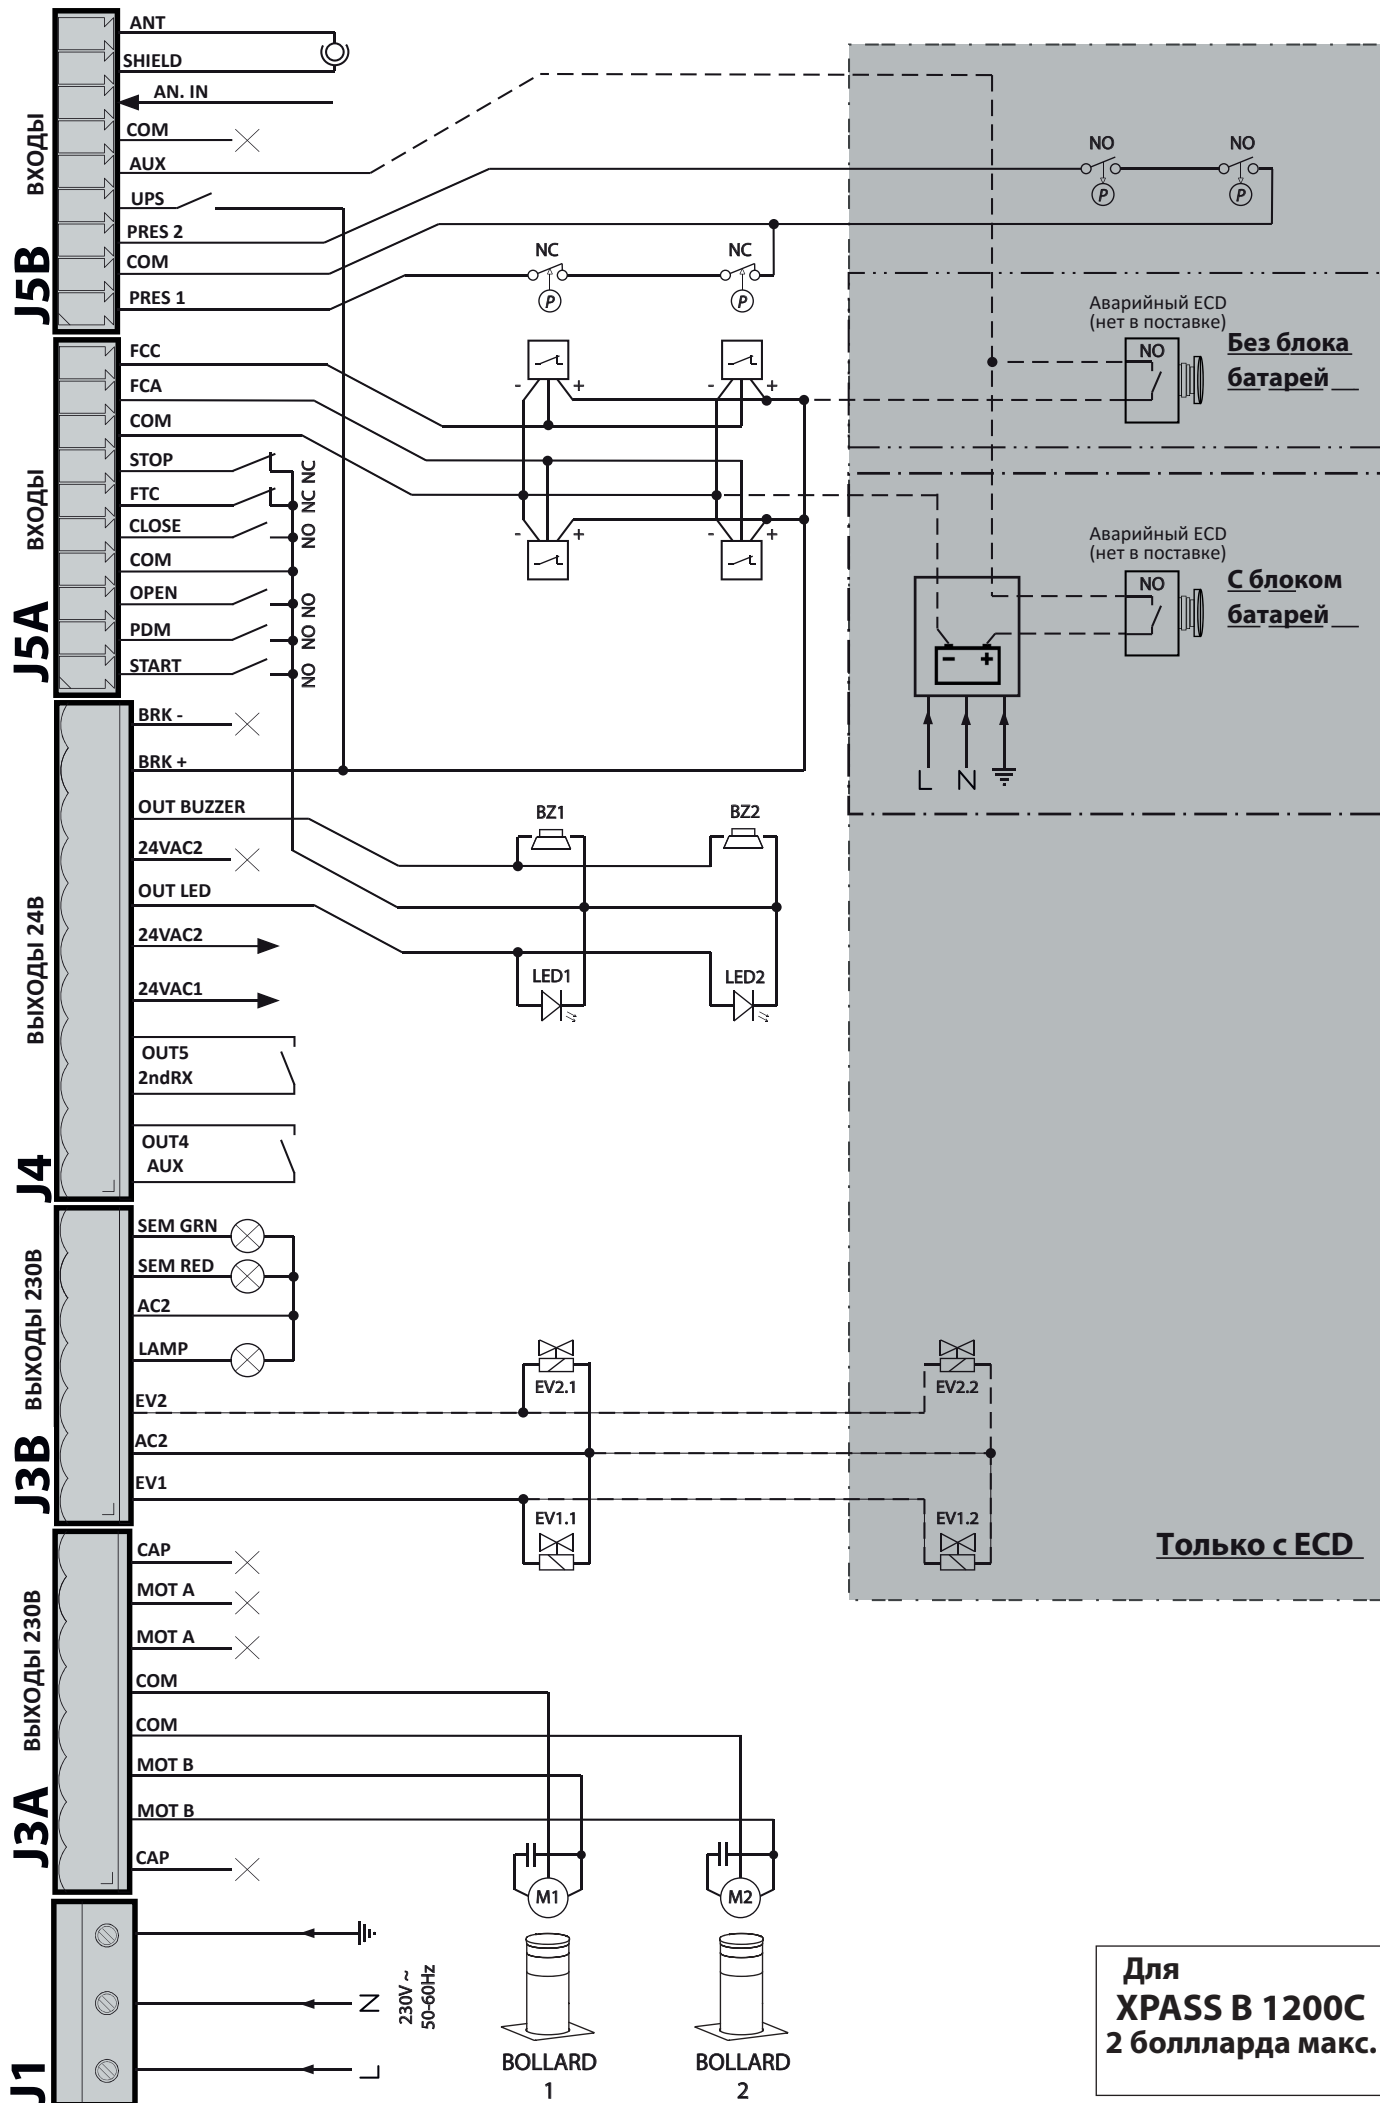 ANT
SHIELD
AN. IN
COM
AUX
UPS
PRES 2
COM
PRES 1
ВХОДЫ
J5B
NO
NO
P
P
NC
NC
P
P
Аварийный ECD
(нет в поставке)
NO
Без блока
батарей
FCC
FCA
COM
STOP
FTC
CLOSE
COM
OPEN
PDM
START
ВХОДЫ
J5A
NC
NC
NO
NO
NO
NO
-
+
-
+
-
+
-
+
Аварийный ECD
(нет в поставке)
NO
С блоком
батарей
-
+
L
N
BRK -
BRK +
OUT BUZZER
24VAC2
OUT LED
24VAC2
24VAC1
OUT5
2ndRX
OUT4
AUX
ВЫХОДЫ 24В
J4
BZ1
BZ2
LED1
LED2
SEM GRN
SEM RED
AC2
LAMP
EV2
AC2
EV1
ВЫХОДЫ 230В
J3B
EV2.1
EV2.2
EV1.1
EV1.2
Только с ECD
CAP
MOT A
MOT A
COM
COM
MOT B
MOT B
CAP
ВЫХОДЫ 230В
J3A
M1
M2
J1
N
L
230V ~
50-60Hz
BOLLARD
1
BOLLARD
2
Для
XPASS B 1200C
2 боллларда макс.